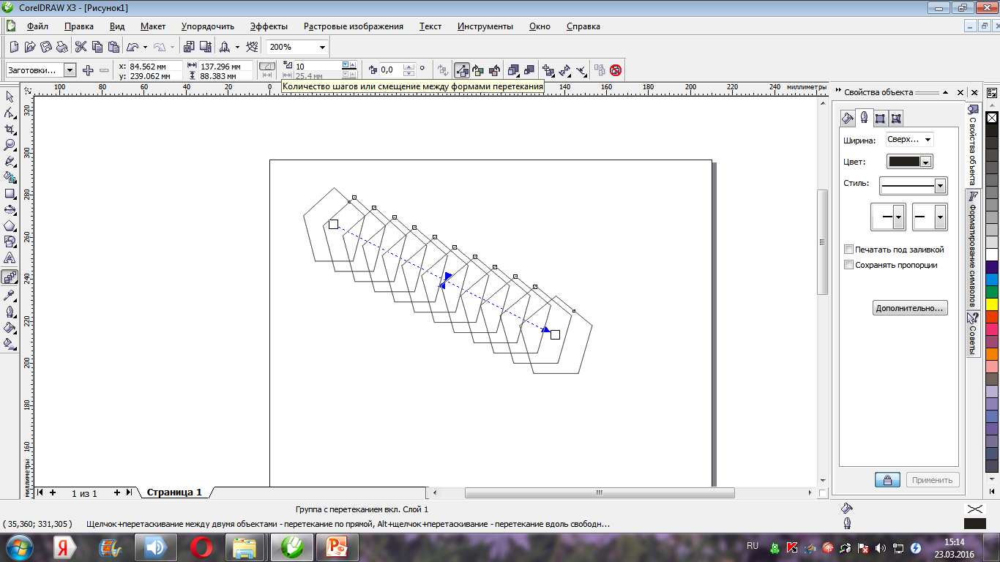 CorelDRAW X3 - [Рисунок1]
Файл Правка Вид Макет Упорядочить Эффекты Растровые изображения Текст Инструменты Окно Справка
200%
Заготовки... x: 84.562 мм 137.296 мм 10 0,0 °
y: 239.062 мм 88.383 мм 25.4 мм
Количество шагов или смещение между формами перетекания
100 80 60 40 20 0 140 160 180 200 220 240 миллиметры
320
300
280
260
240
220
200
180
160
миллиметры
Свойства объекта
Ширина: Сверх...
Цвет:
Стиль:
Печатать под заливкой
Сохранять пропорции
Дополнительно...
Применить
Свойства объекта
Форматирование символов
Советы
1 из 1 Страница 1
Группа с перетеканием вкл. Слой 1
( 35,360; 331,305 ) Щелчок+перетаскивание между двумя объектами - перетекание по прямой, Alt+щелчок+перетаскивание - перетекание вдоль свободн...
RU
15:14
23.03.2016